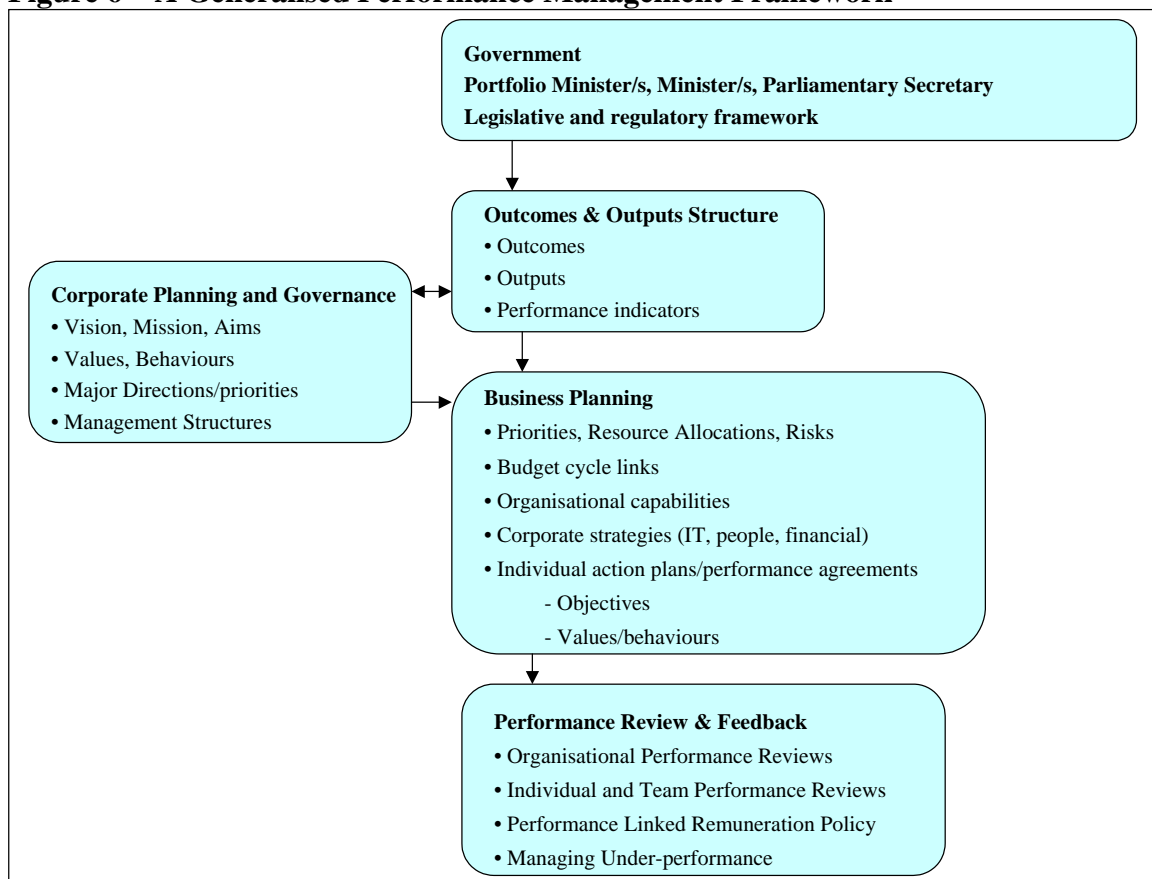 Figure 6 – A Generalised Performance Management Framework
Government
Portfolio Minister/s, Minister/s, Parliamentary Secretary
Legislative and regulatory framework
Outcomes & Outputs Structure
• Outcomes
• Outputs
• Performance indicators
Corporate Planning and Governance
• Vision, Mission, Aims
• Values, Behaviours
• Major Directions/priorities
• Management Structures
Business Planning
• Priorities, Resource Allocations, Risks
• Budget cycle links
• Organisational capabilities
• Corporate strategies (IT, people, financial)
• Individual action plans/performance agreements
- Objectives
- Values/behaviours
Performance Review & Feedback
• Organisational Performance Reviews
• Individual and Team Performance Reviews
• Performance Linked Remuneration Policy
• Managing Under-performance